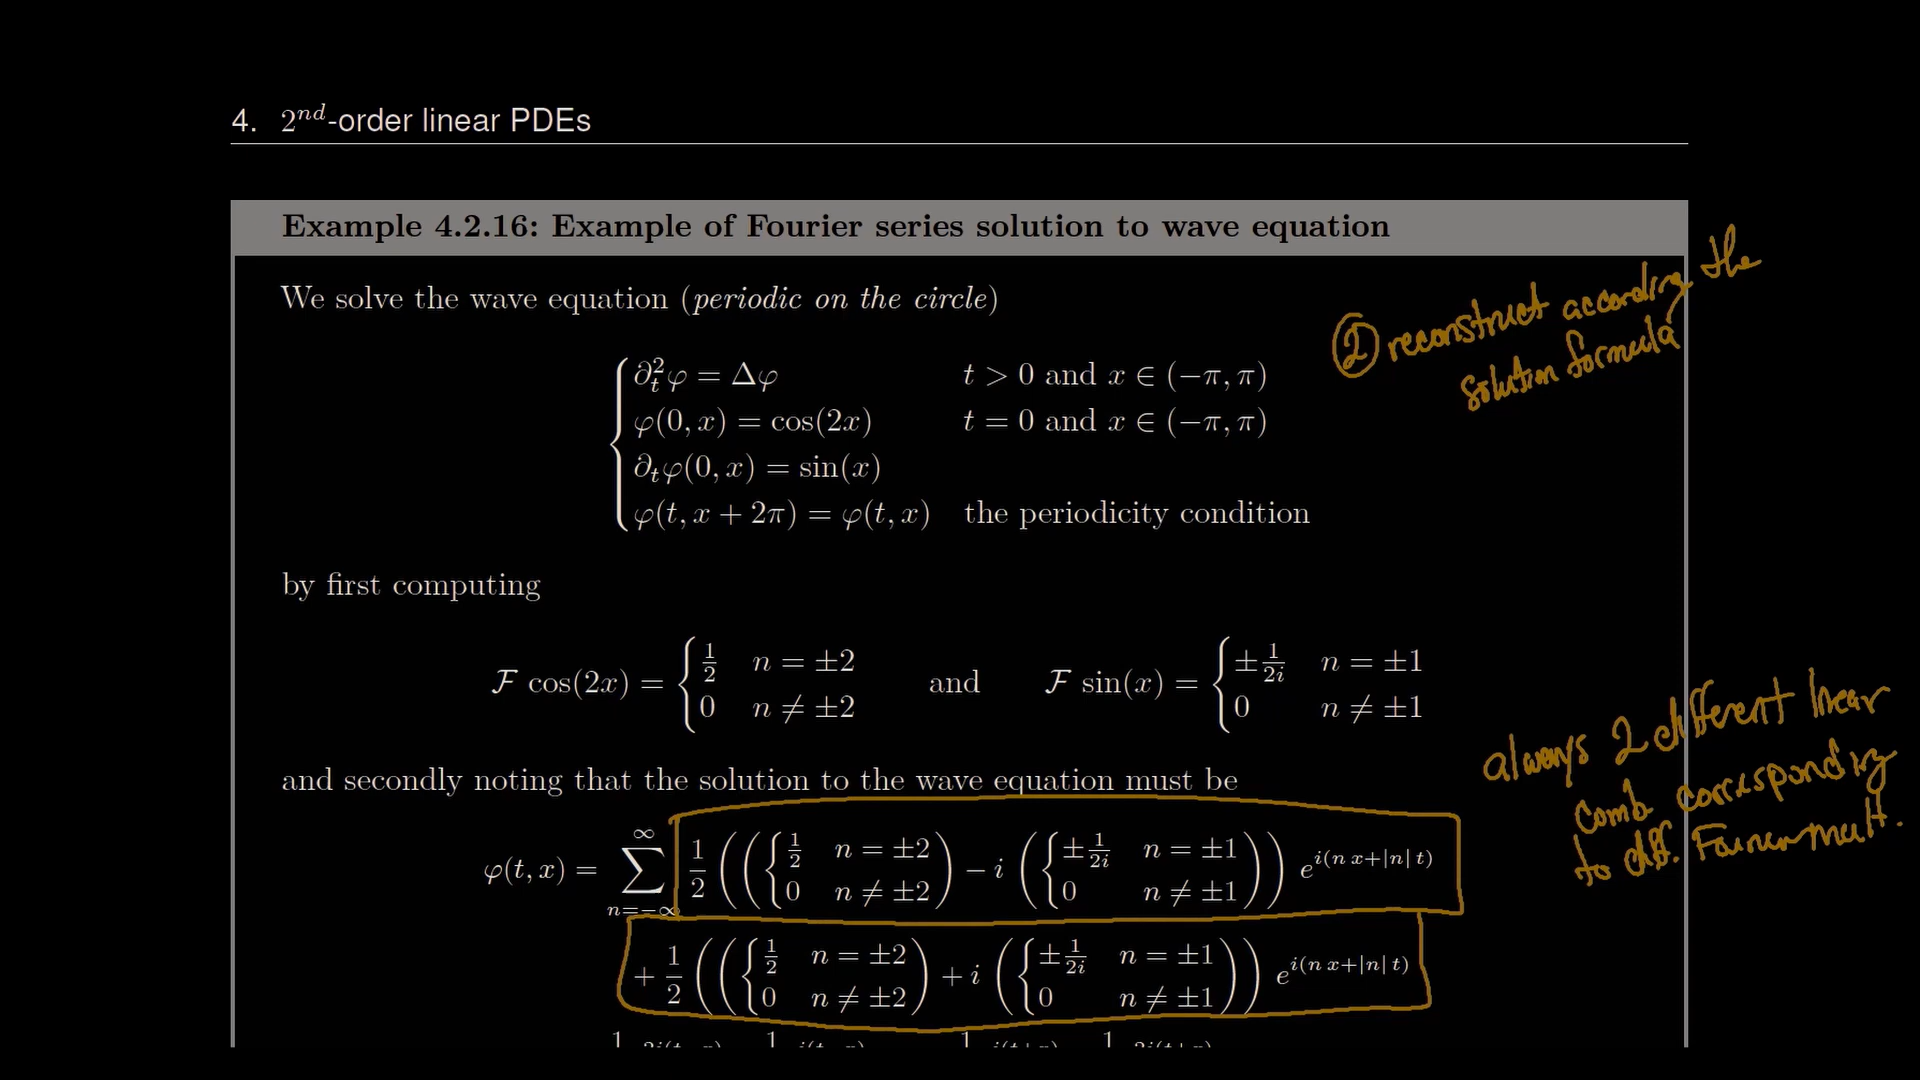 4. 2^{nd}-order linear PDEs
Example 4.2.16: Example of Fourier series solution to wave equation
We solve the wave equation (periodic on the circle)
② reconstruct according the
solution formula
∂_t^2 φ = Δφ t > 0 and x ∈ (−π, π)
φ(0, x) = cos(2x) t = 0 and x ∈ (−π, π)
∂_t φ(0, x) = sin(x)
φ(t, x + 2π) = φ(t, x) the periodicity condition
by first computing
ℱ cos(2x) = { 1/2 n = ±2 ; 0 n ≠ ±2 and ℱ sin(x) = { ±1/(2i) n = ±1 ; 0 n ≠ ±1
always 2 different linear
comb corresponding
to diff. Fourier mult.
and secondly noting that the solution to the wave equation must be
φ(t, x) = ∑_{n=−∞}^{∞} 1/2 (( { 1/2 n = ±2 ; 0 n ≠ ±2 ) − i ( { ±1/(2i) n = ±1 ; 0 n ≠ ±1 )) e^{i(n x+|n| t)}
+ 1/2 (( { 1/2 n = ±2 ; 0 n ≠ ±2 ) + i ( { ±1/(2i) n = ±1 ; 0 n ≠ ±1 )) e^{i(n x+|n| t)}